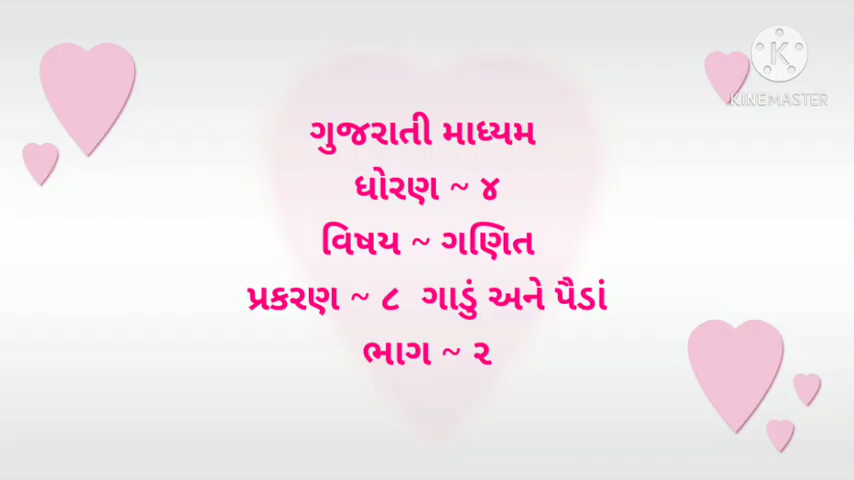 K
KINEMASTER
ગુજરાતી માધ્યમ
ધોરણ ~ ૪
વિષય ~ ગણિત
પ્રકરણ ~ ૮ ગાડું અને પૈડાં
ભાગ ~ ૨